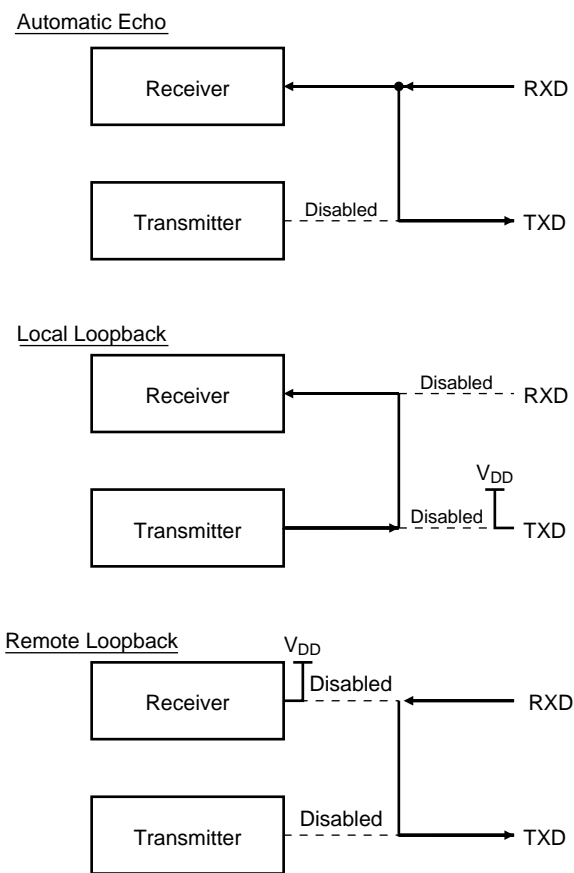 Automatic Echo
Receiver
RXD
Transmitter
Disabled
TXD
Local Loopback
Receiver
Disabled
RXD
VDD
Transmitter
Disabled
TXD
Remote Loopback
VDD
Receiver
Disabled
RXD
Transmitter
Disabled
TXD